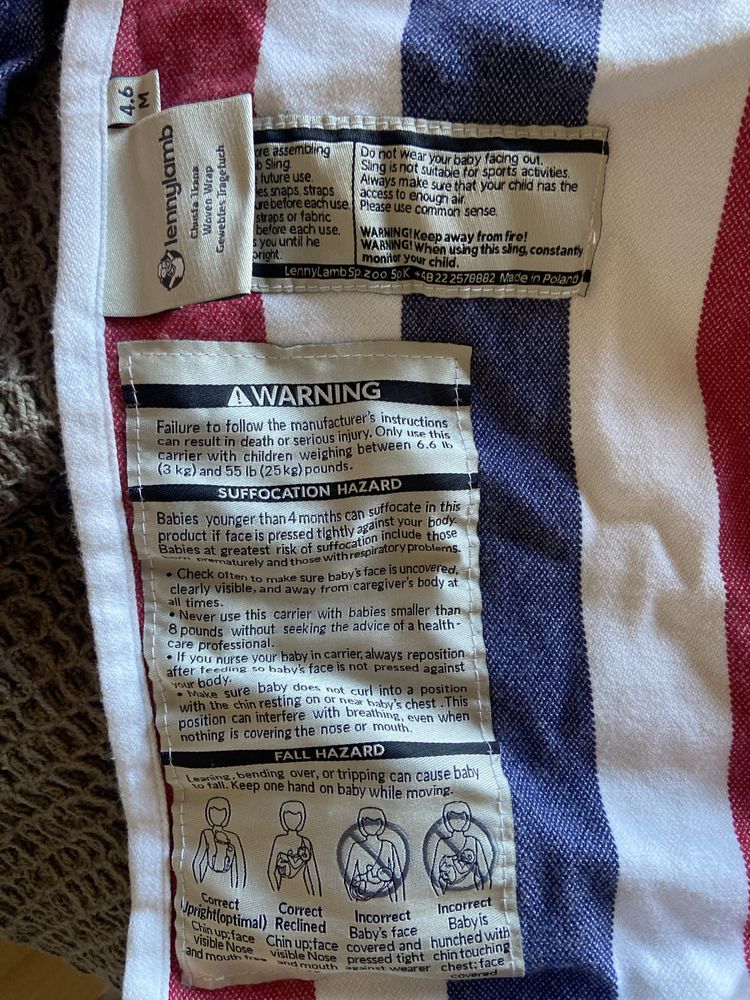 4.6
M
lennylamb
Chusta tkana
Woven Wrap
Gewebtes Tragetuch
re assembling
b Sling.
future use.
es snaps, straps
ure before each use.
straps or fabric
before each use.
s you until he
pright.
Do not wear your baby facing out.
Sling is not suitable for sports activities.
Always make sure that your child has the
access to enough air.
Please use common sense.
WARNING! Keep away from fire!
WARNING! When using this sling, constantly
monitor your child.
LennyLamb Sp. z o.o. Sp.K +48 22 2578882 Made in Poland
WARNING
Failure to follow the manufacturer's instructions
can result in death or serious injury. Only use this
carrier with children weighing between 6.6 lb
(3 kg) and 55 lb (25 kg) pounds.
SUFFOCATION HAZARD
Babies younger than 4 months can suffocate in this
product if face is pressed tightly against your body.
Babies at greatest risk of suffocation include those
born prematurely and those with respiratory problems.
• Check often to make sure baby's face is uncovered,
clearly visible, and away from caregiver's body at
all times.
• Never use this carrier with babies smaller than
8 pounds without seeking the advice of a health-
care professional.
• If you nurse your baby in carrier, always reposition
after feeding so baby's face is not pressed against
your body.
• Make sure baby does not curl into a position
with the chin resting on or near baby's chest. This
position can interfere with breathing, even when
nothing is covering the nose or mouth.
FALL HAZARD
Leaning, bending over, or tripping can cause baby
to fall. Keep one hand on baby while moving.
Correct
Upright(optimal)
Chin up; face
visible Nose
and mouth free
Correct
Reclined
Chin up; face
visible Nose
and mouth
Incorrect
Baby's face
covered and
pressed tight
against wearer
Incorrect
Baby is
hunched with
chin touching
chest; face
covered